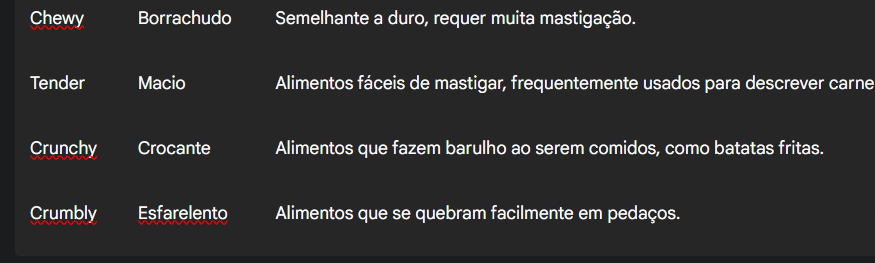 Chewy Borrachudo Semelhante a duro, requer muita mastigação.
Tender Macio Alimentos fáceis de mastigar, frequentemente usados para descrever carne
Crunchy Crocante Alimentos que fazem barulho ao serem comidos, como batatas fritas.
Crumbly Esfarelento Alimentos que se quebram facilmente em pedaços.